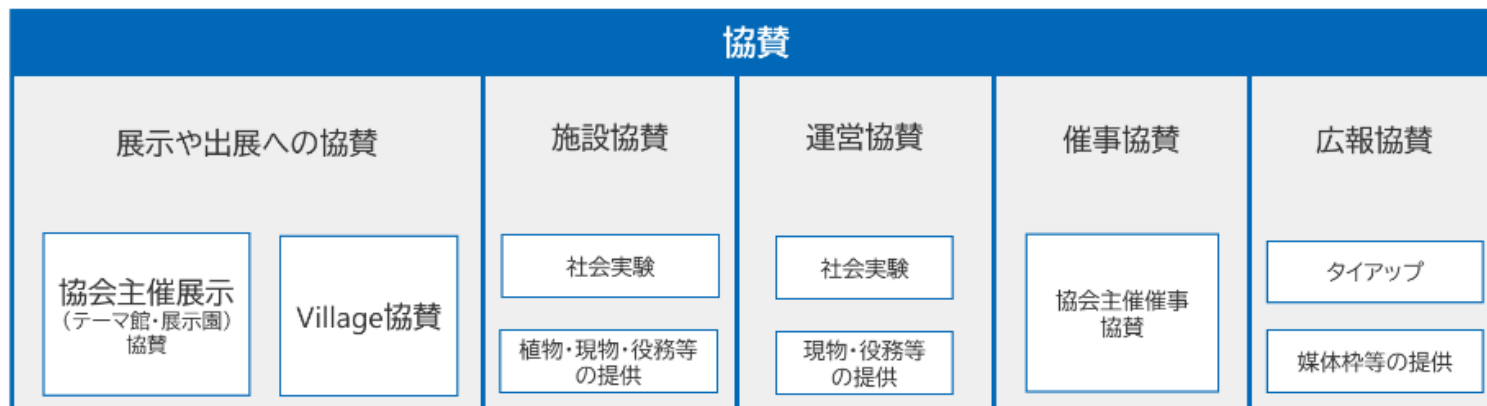 協賛
展示や出展への協賛
施設協賛
運営協賛
催事協賛
広報協賛
協会主催展示
（テーマ館・展示園）
協賛
Village協賛
社会実験
植物・現物・役務等
の提供
社会実験
現物・役務等
の提供
協会主催催事
協賛
タイアップ
媒体枠等の提供